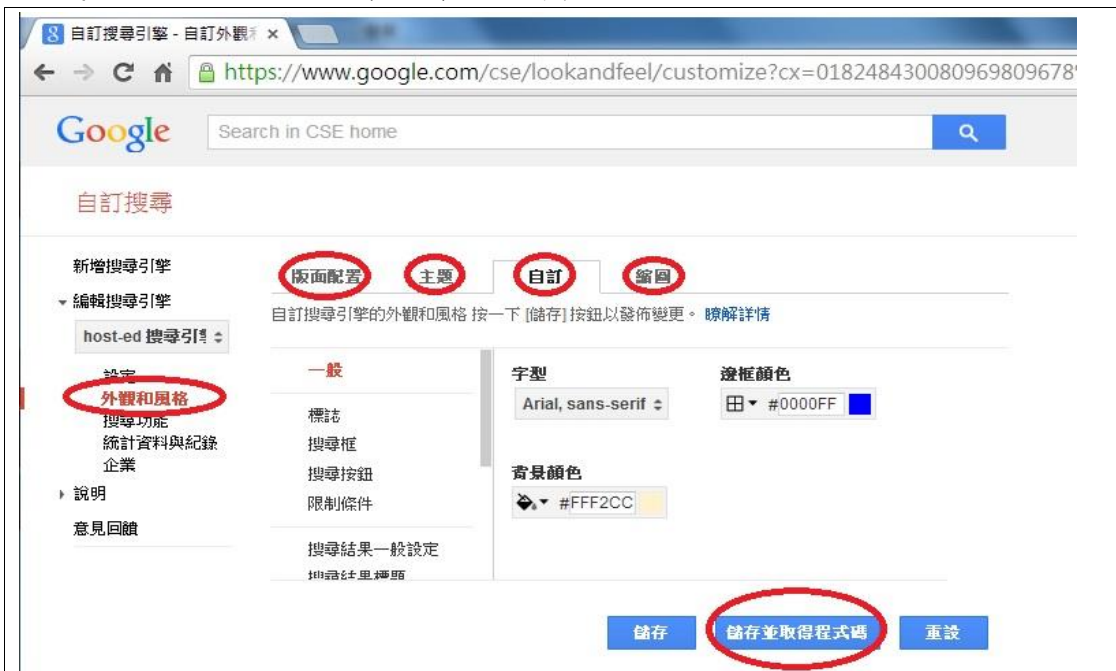 自訂搜尋引擎 - 自訂外觀
https://www.google.com/cse/lookandfeel/customize?cx=018248430080969809678
Google
Search in CSE home
自訂搜尋
新增搜尋引擎
編輯搜尋引擎
host-ed 搜尋引擎
設定
外觀和風格
搜尋功能
統計資料與紀錄
企業
說明
意見回饋
版面配置 主題 自訂 縮圖
自訂搜尋引擎的外觀和風格 按一下 [儲存] 按鈕以發佈變更。 瞭解詳情
一般
標誌
搜尋框
搜尋按鈕
限制條件
搜尋結果一般設定
搜尋結果標題
字型 邊框顏色
Arial, sans-serif #0000FF
背景顏色
#FFF2CC
儲存 儲存並取得程式碼 重設